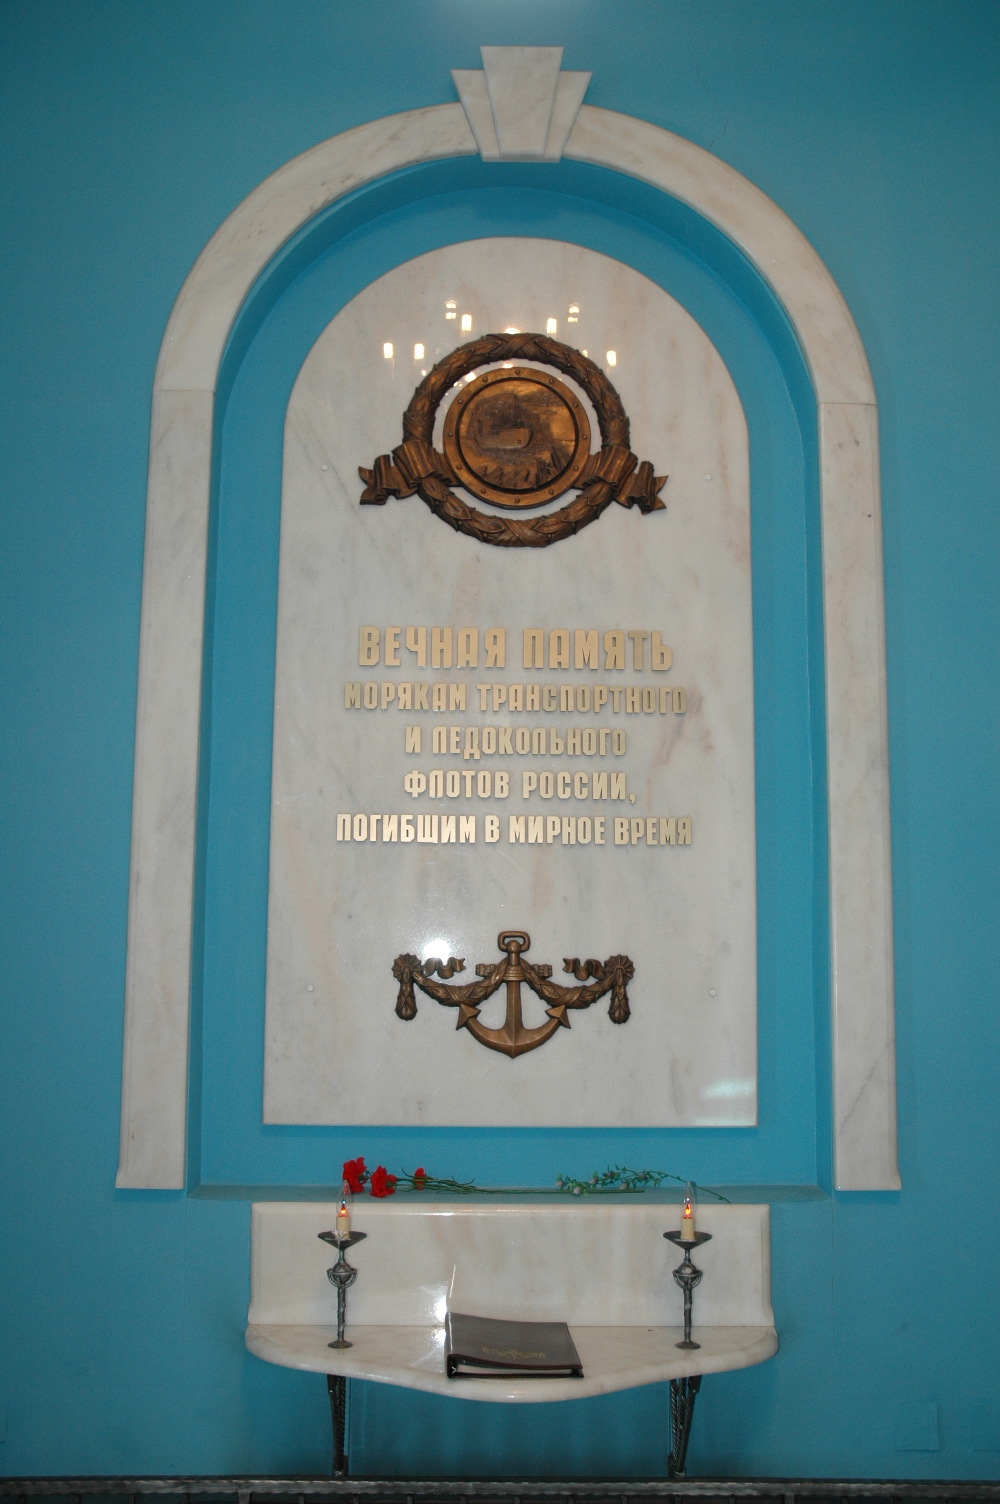 ВЕЧНАЯ ПАМЯТЬ
МОРЯКАМ ТРАНСПОРТНОГО
И ЛЕДОКОЛЬНОГО
ФЛОТОВ РОССИИ,
ПОГИБШИМ В МИРНОЕ ВРЕМЯ